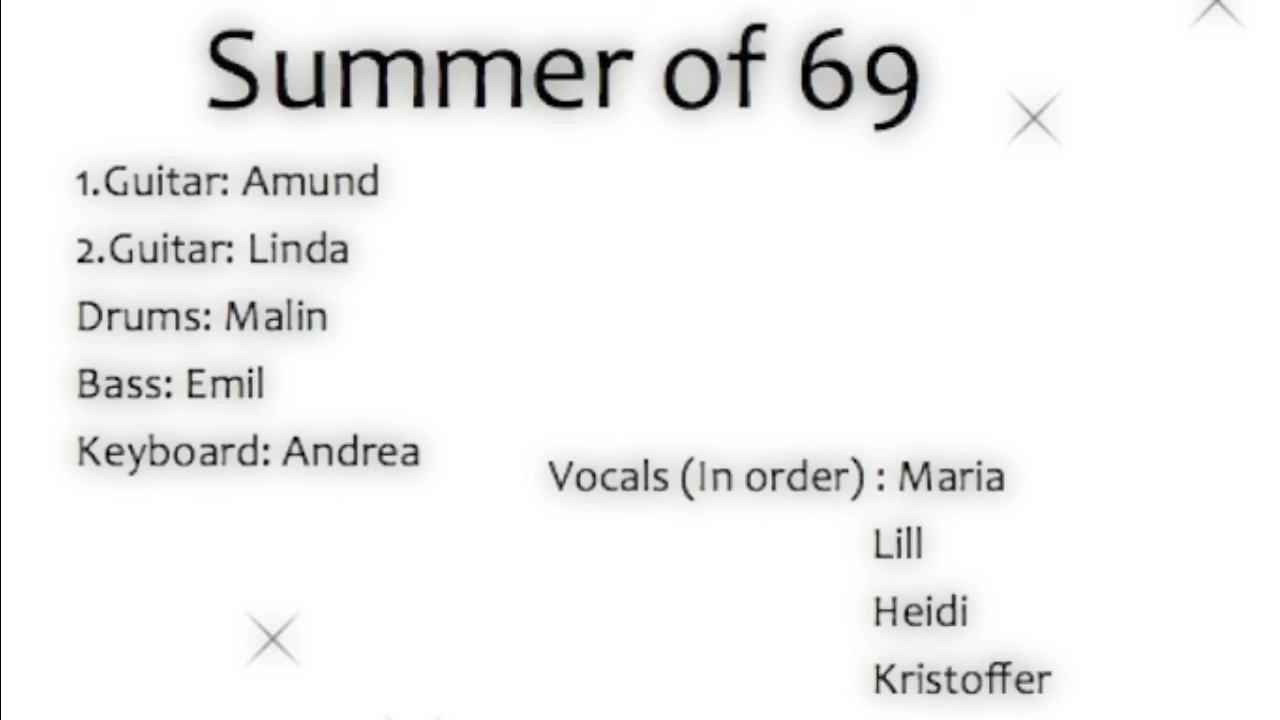 Summer of 69
1.Guitar: Amund
2.Guitar: Linda
Drums: Malin
Bass: Emil
Keyboard: Andrea
Vocals (In order) : Maria
Lill
Heidi
Kristoffer